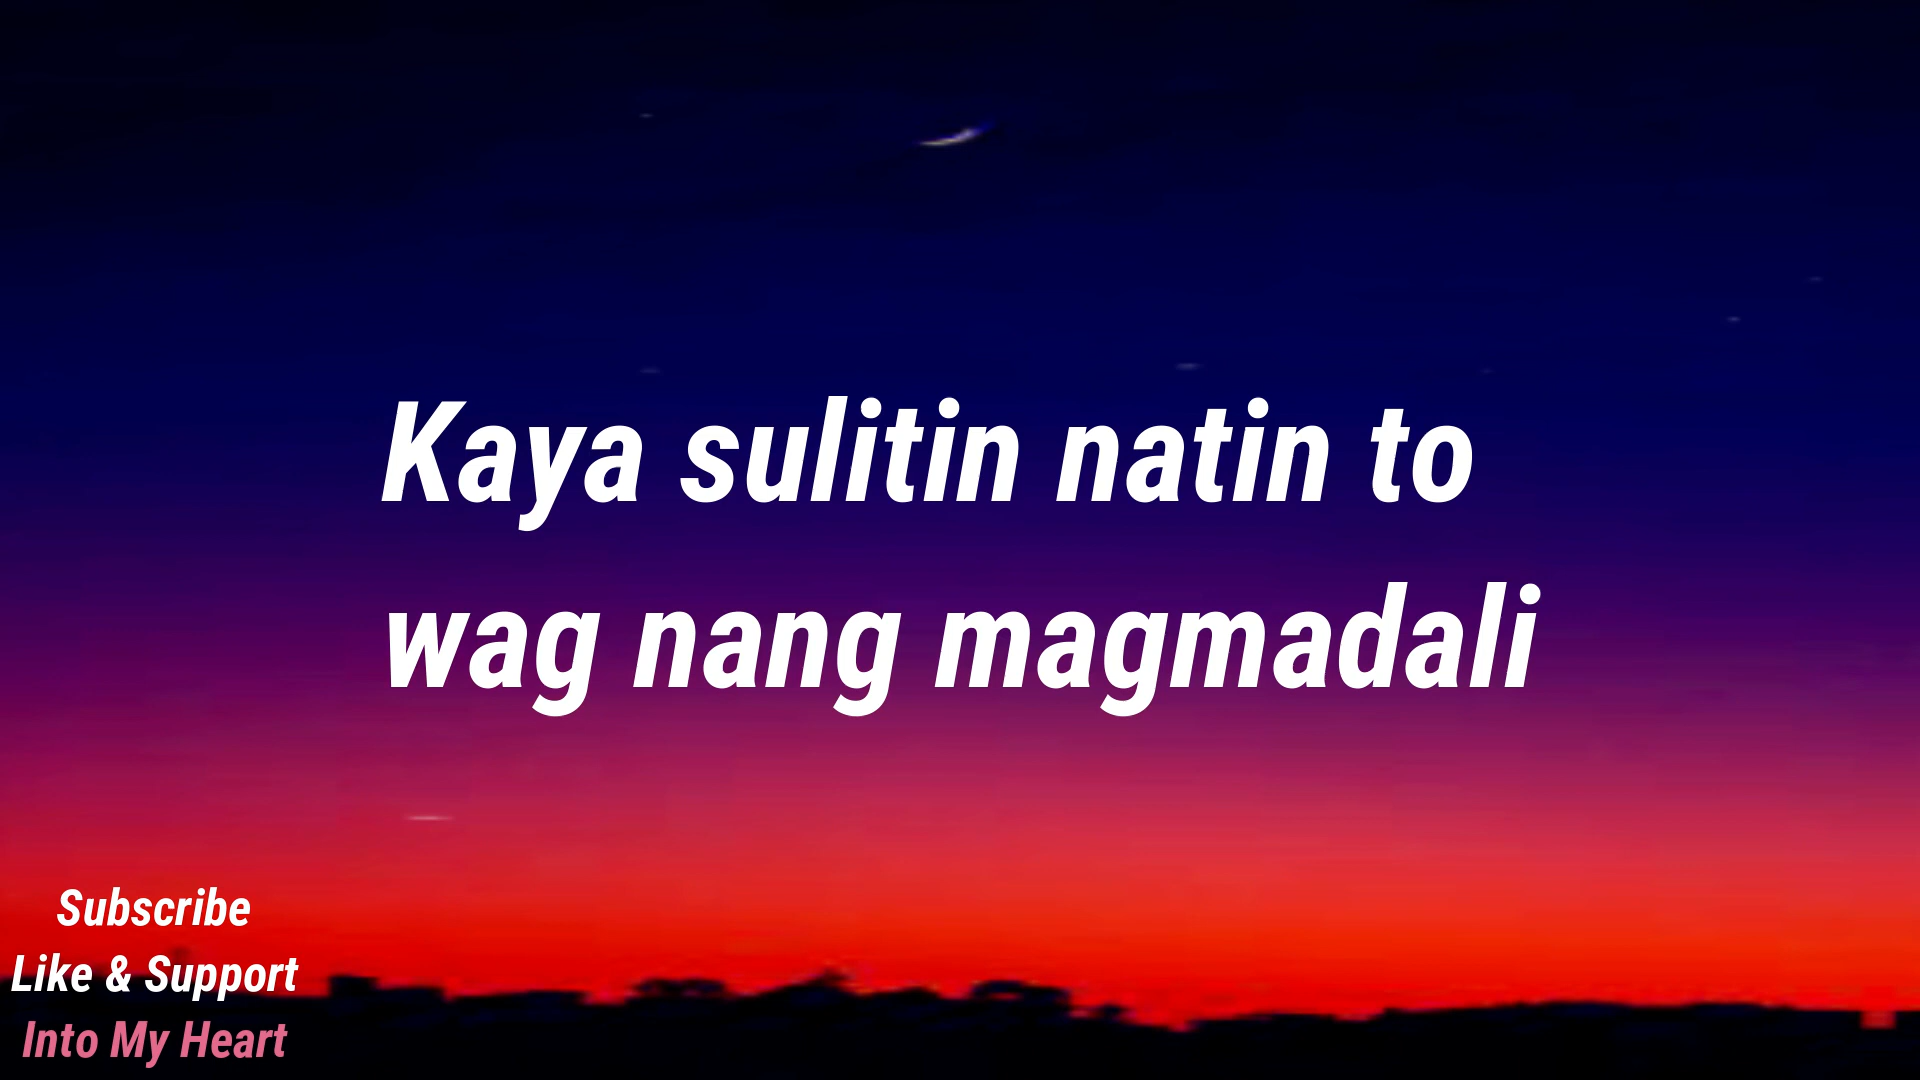 Kaya sulitin natin to
wag nang magmadali
Subscribe
Like & Support
Into My Heart